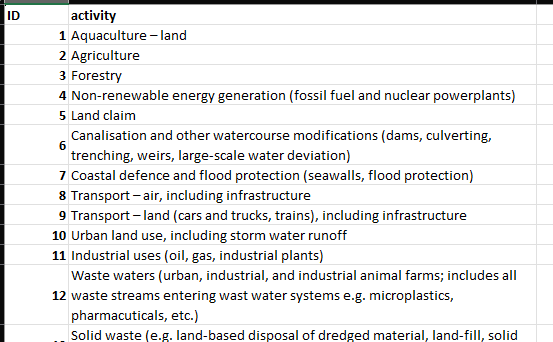 ID activity
1 Aquaculture – land
2 Agriculture
3 Forestry
4 Non-renewable energy generation (fossil fuel and nuclear powerplants)
5 Land claim
6 Canalisation and other watercourse modifications (dams, culverting,
trenching, weirs, large-scale water deviation)
7 Coastal defence and flood protection (seawalls, flood protection)
8 Transport – air, including infrastructure
9 Transport – land (cars and trucks, trains), including infrastructure
10 Urban land use, including storm water runoff
11 Industrial uses (oil, gas, industrial plants)
Waste waters (urban, industrial, and industrial animal farms; includes all
12 waste streams entering wast water systems e.g. microplastics,
pharmaceuticals, etc.)
Solid waste (e.g. land-based disposal of dredged material, land-fill, solid